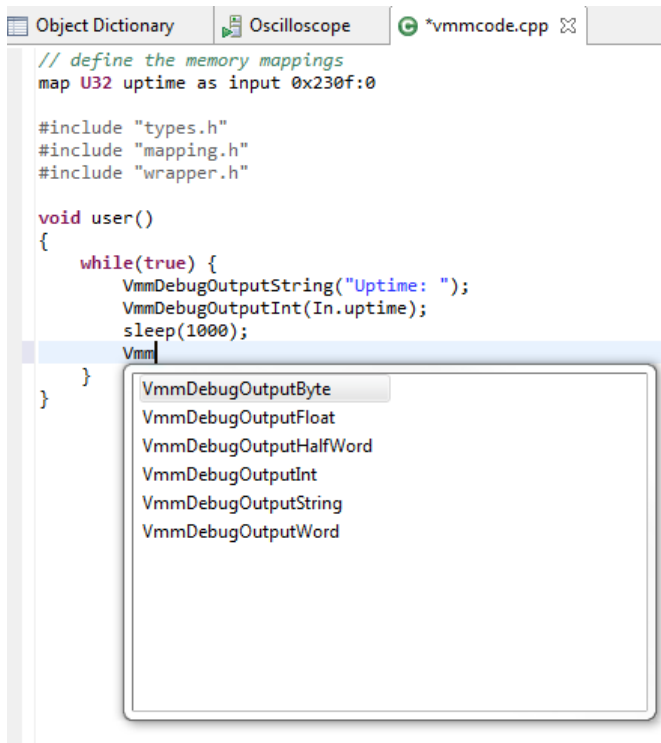 Object Dictionary Oscilloscope *vmmcode.cpp
// define the memory mappings
map U32 uptime as input 0x230f:0
#include "types.h"
#include "mapping.h"
#include "wrapper.h"
void user()
{
while(true) {
VmmDebugOutputString("Uptime: ");
VmmDebugOutputInt(In.uptime);
sleep(1000);
Vmm
}
}
VmmDebugOutputByte
VmmDebugOutputFloat
VmmDebugOutputHalfWord
VmmDebugOutputInt
VmmDebugOutputString
VmmDebugOutputWord